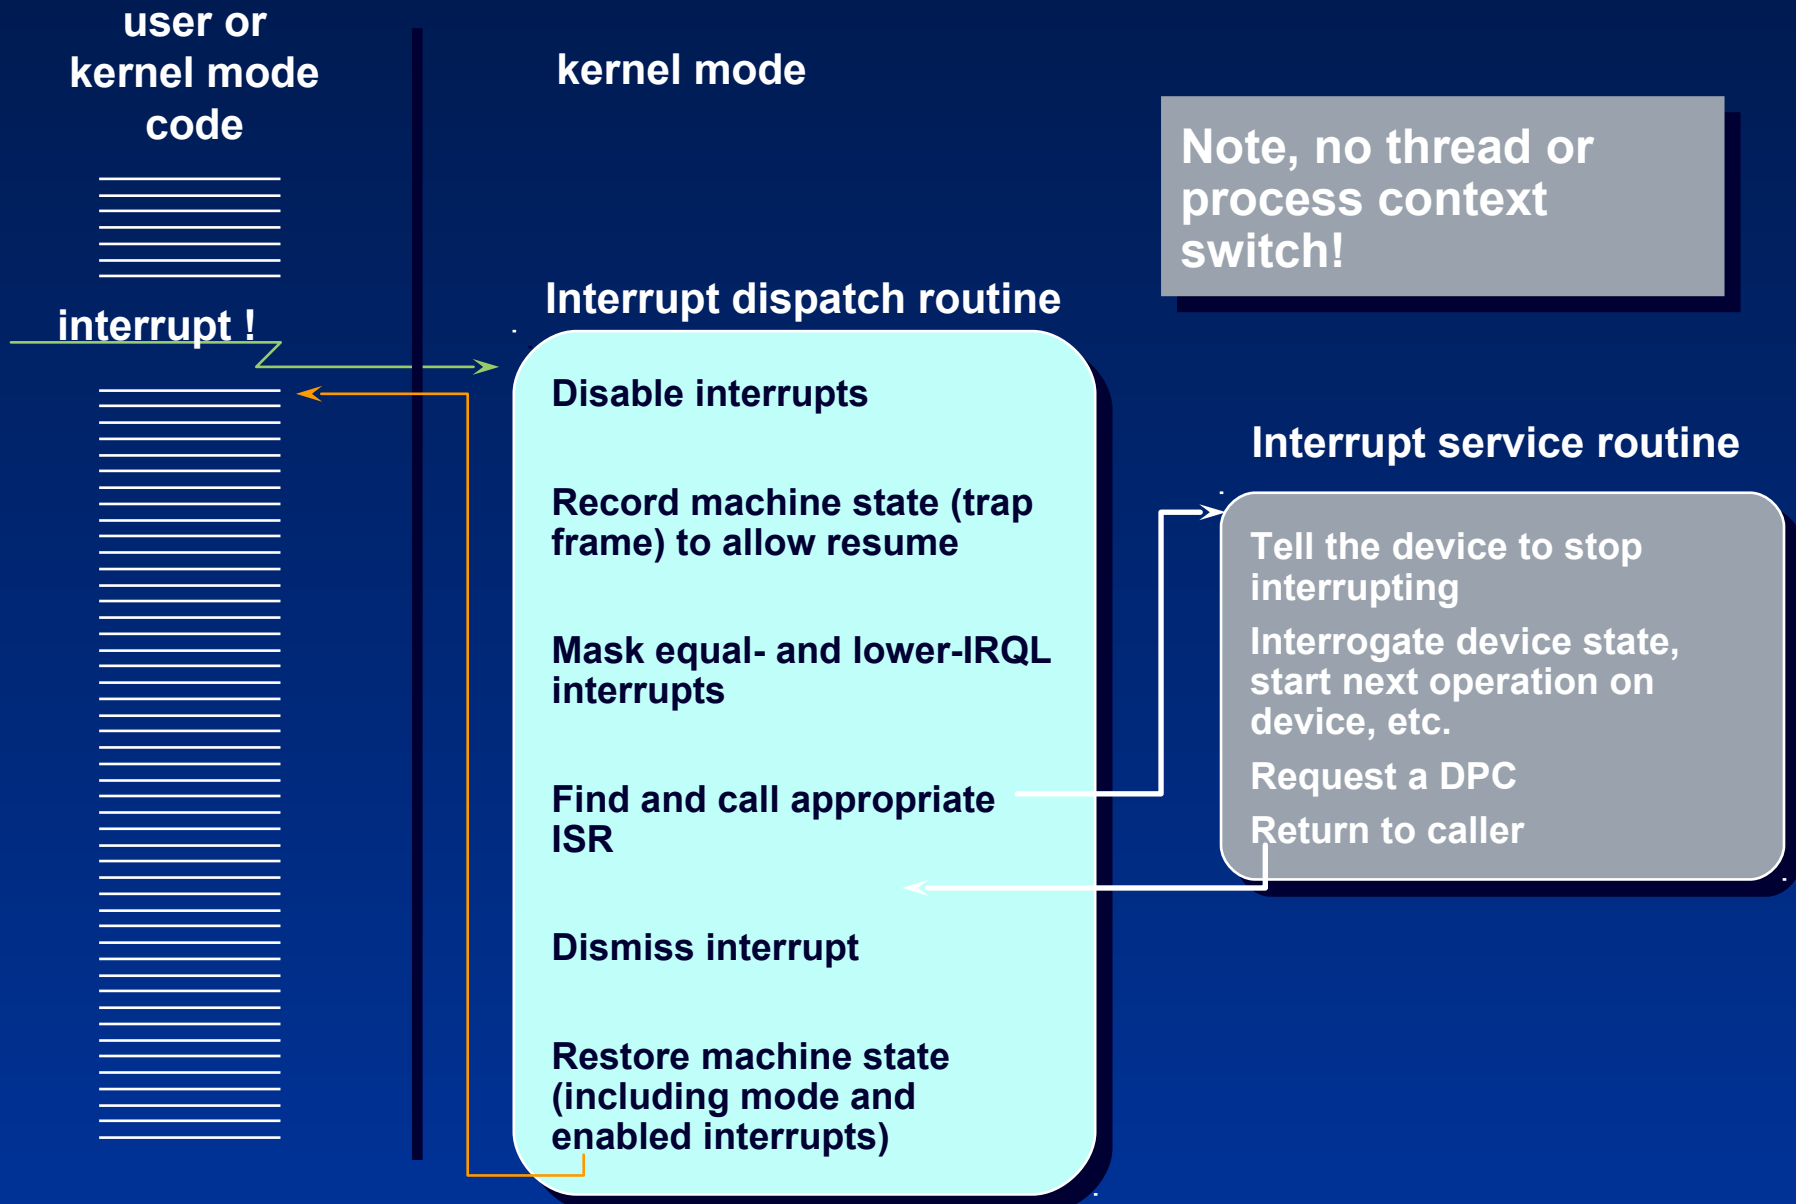 user or
kernel mode
code
kernel mode
Note, no thread or
process context
switch!
interrupt !
Interrupt dispatch routine
Disable interrupts
Record machine state (trap
frame) to allow resume
Mask equal- and lower-IRQL
interrupts
Find and call appropriate
ISR
Dismiss interrupt
Restore machine state
(including mode and
enabled interrupts)
Interrupt service routine
Tell the device to stop
interrupting
Interrogate device state,
start next operation on
device, etc.
Request a DPC
Return to caller